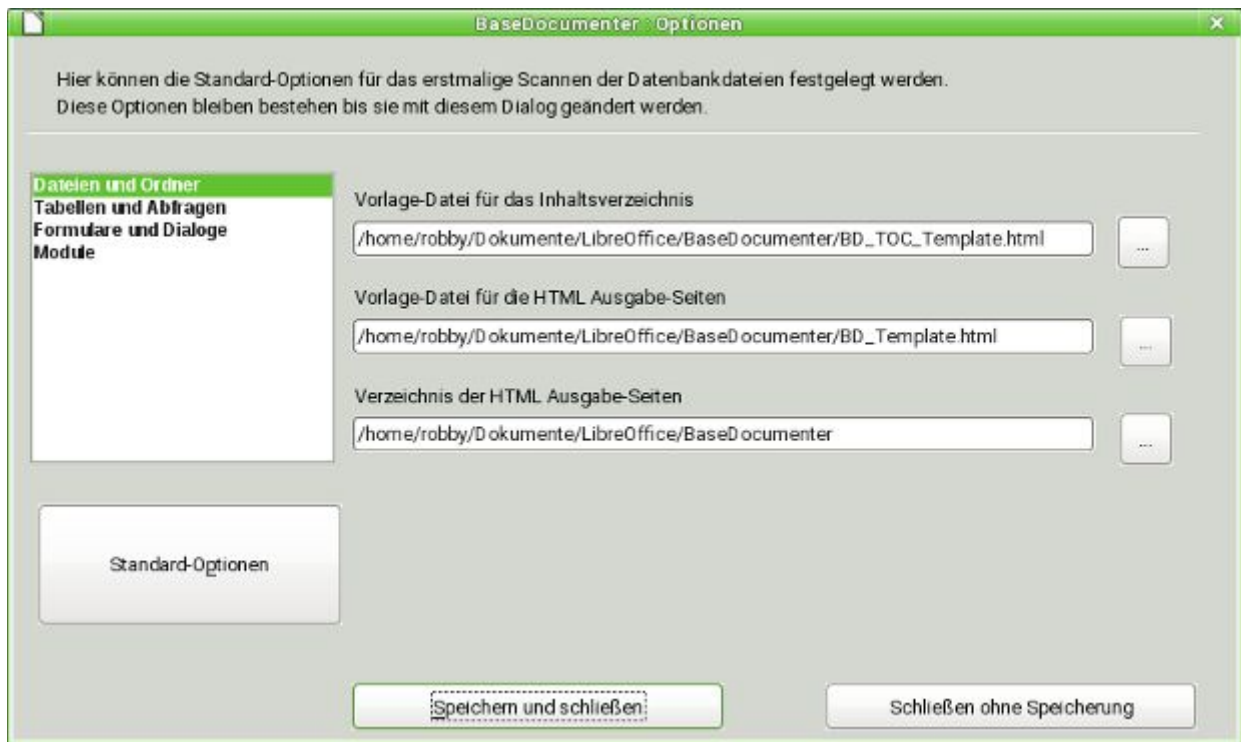 BaseDocumenter : Optionen
Hier können die Standard-Optionen für das erstmalige Scannen der Datenbankdateien festgelegt werden.
Diese Optionen bleiben bestehen bis sie mit diesem Dialog geändert werden.
Dateien und Ordner
Tabellen und Abfragen
Formulare und Dialoge
Module
Vorlage-Datei für das Inhaltsverzeichnis
/home/robby/Dokumente/LibreOffice/BaseDocumenter/BD_TOC_Template.html
...
Vorlage-Datei für die HTML Ausgabe-Seiten
/home/robby/Dokumente/LibreOffice/BaseDocumenter/BD_Template.html
...
Verzeichnis der HTML Ausgabe-Seiten
/home/robby/Dokumente/LibreOffice/BaseDocumenter
...
Standard-Optionen
Speichern und schließen
Schließen ohne Speicherung